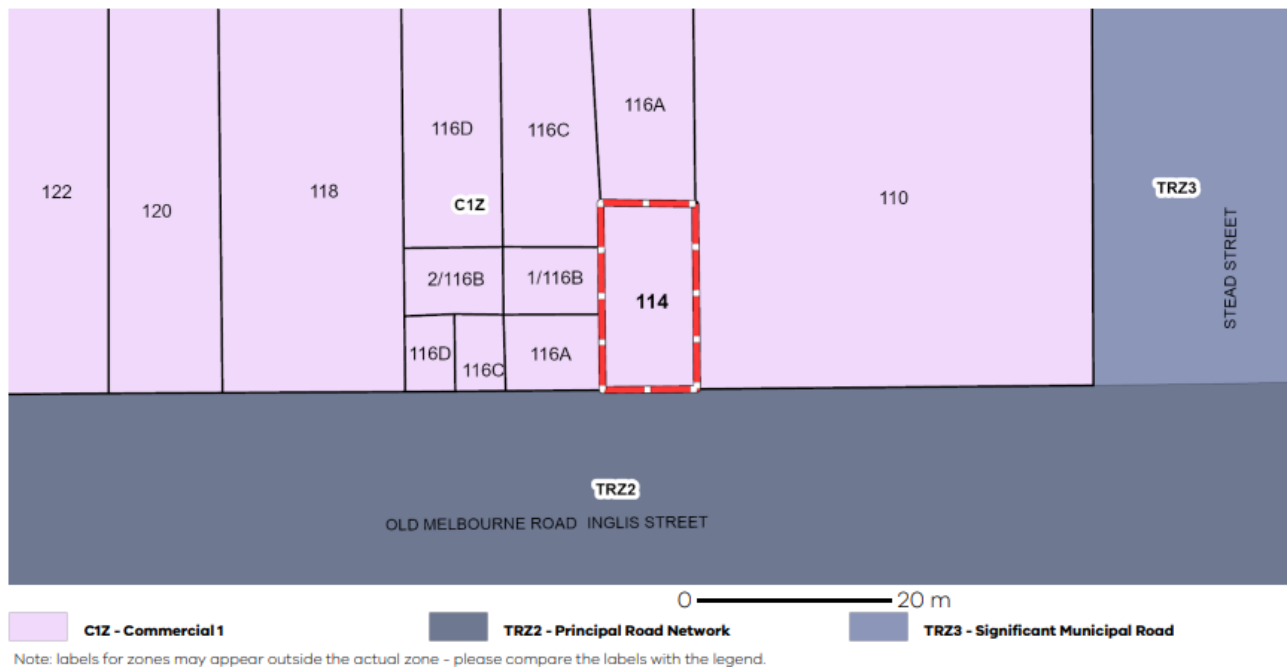 116A
116D
116C
122
118
110
TRZ3
C1Z
120
STEAD STREET
2/116B
1/116B
114
116D
116C
116A
TRZ2
OLD MELBOURNE ROAD INGLIS STREET
0 20 m
C1Z - Commercial 1 TRZ2 - Principal Road Network TRZ3 - Significant Municipal Road
Note: labels for zones may appear outside the actual zone - please compare the labels with the legend.